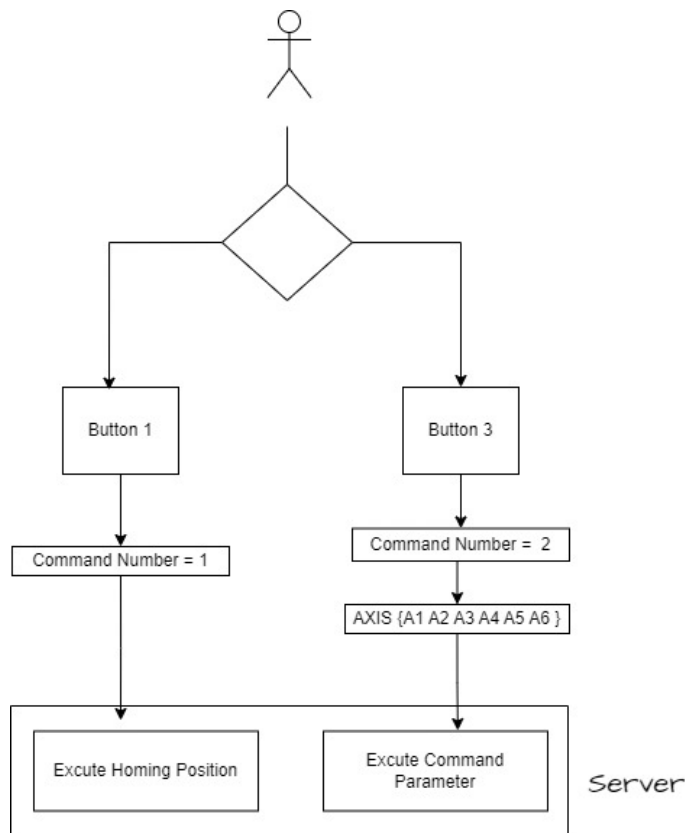 Button 1
Button 3
Command Number = 1
Command Number = 2
AXIS {A1 A2 A3 A4 A5 A6 }
Excute Homing Position
Excute Command
Parameter
Server